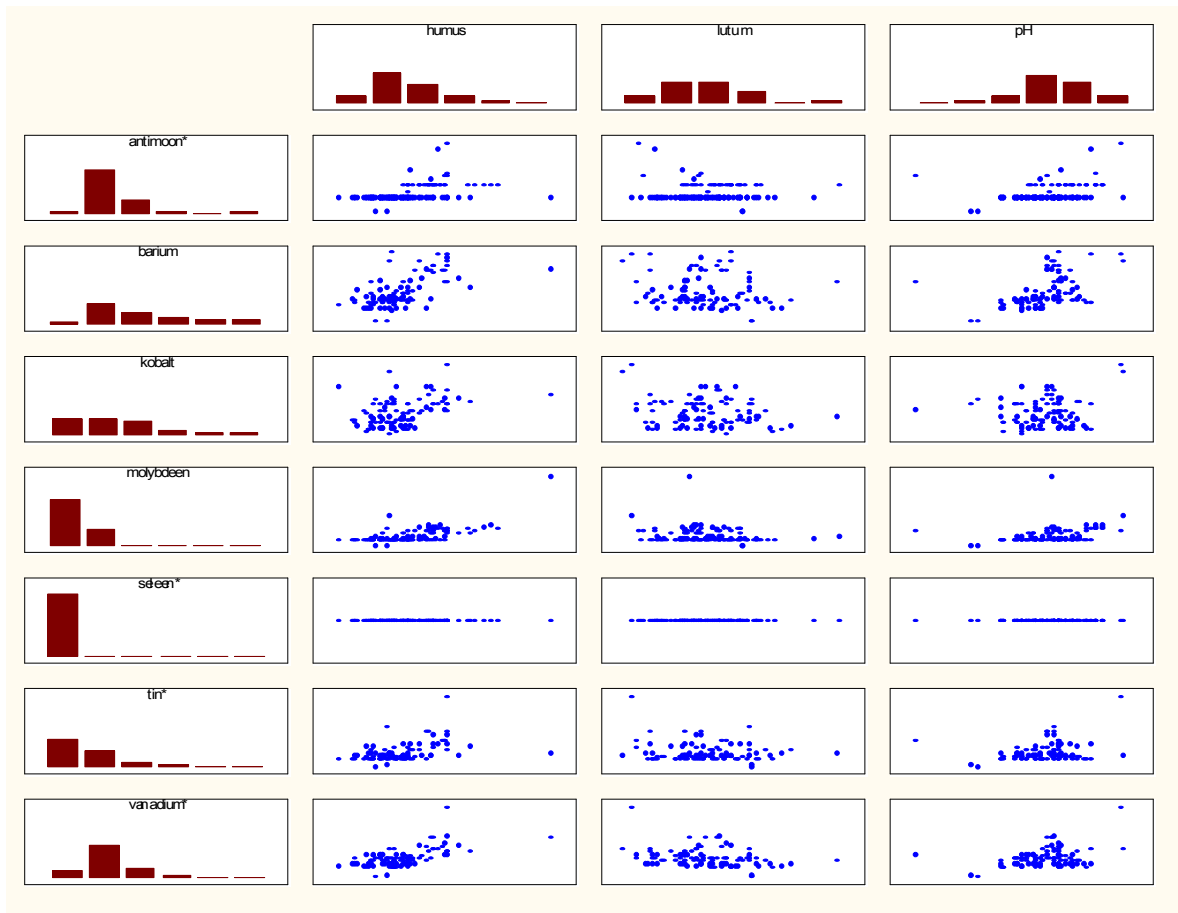 humus
lutum
pH
antimoon*
barium
kobalt
molybdeen
seleen*
tin*
vanadium*